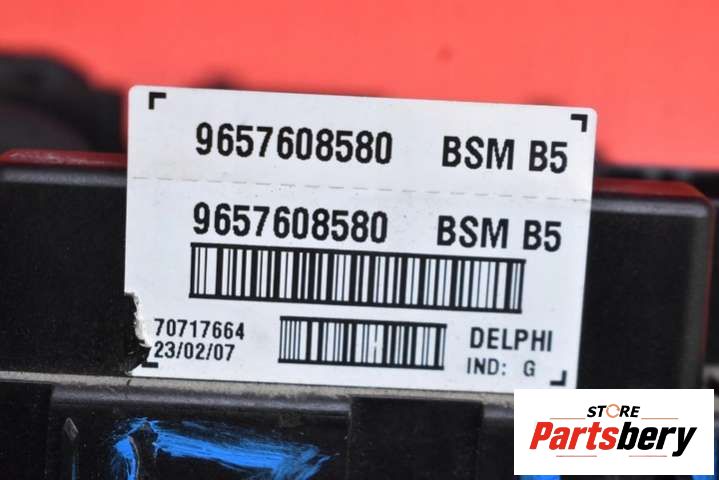 9657608580 BSM B5
9657608580 BSM B5
70717664 DELPHI
23/02/07 IND: G
STORE
Partsbery